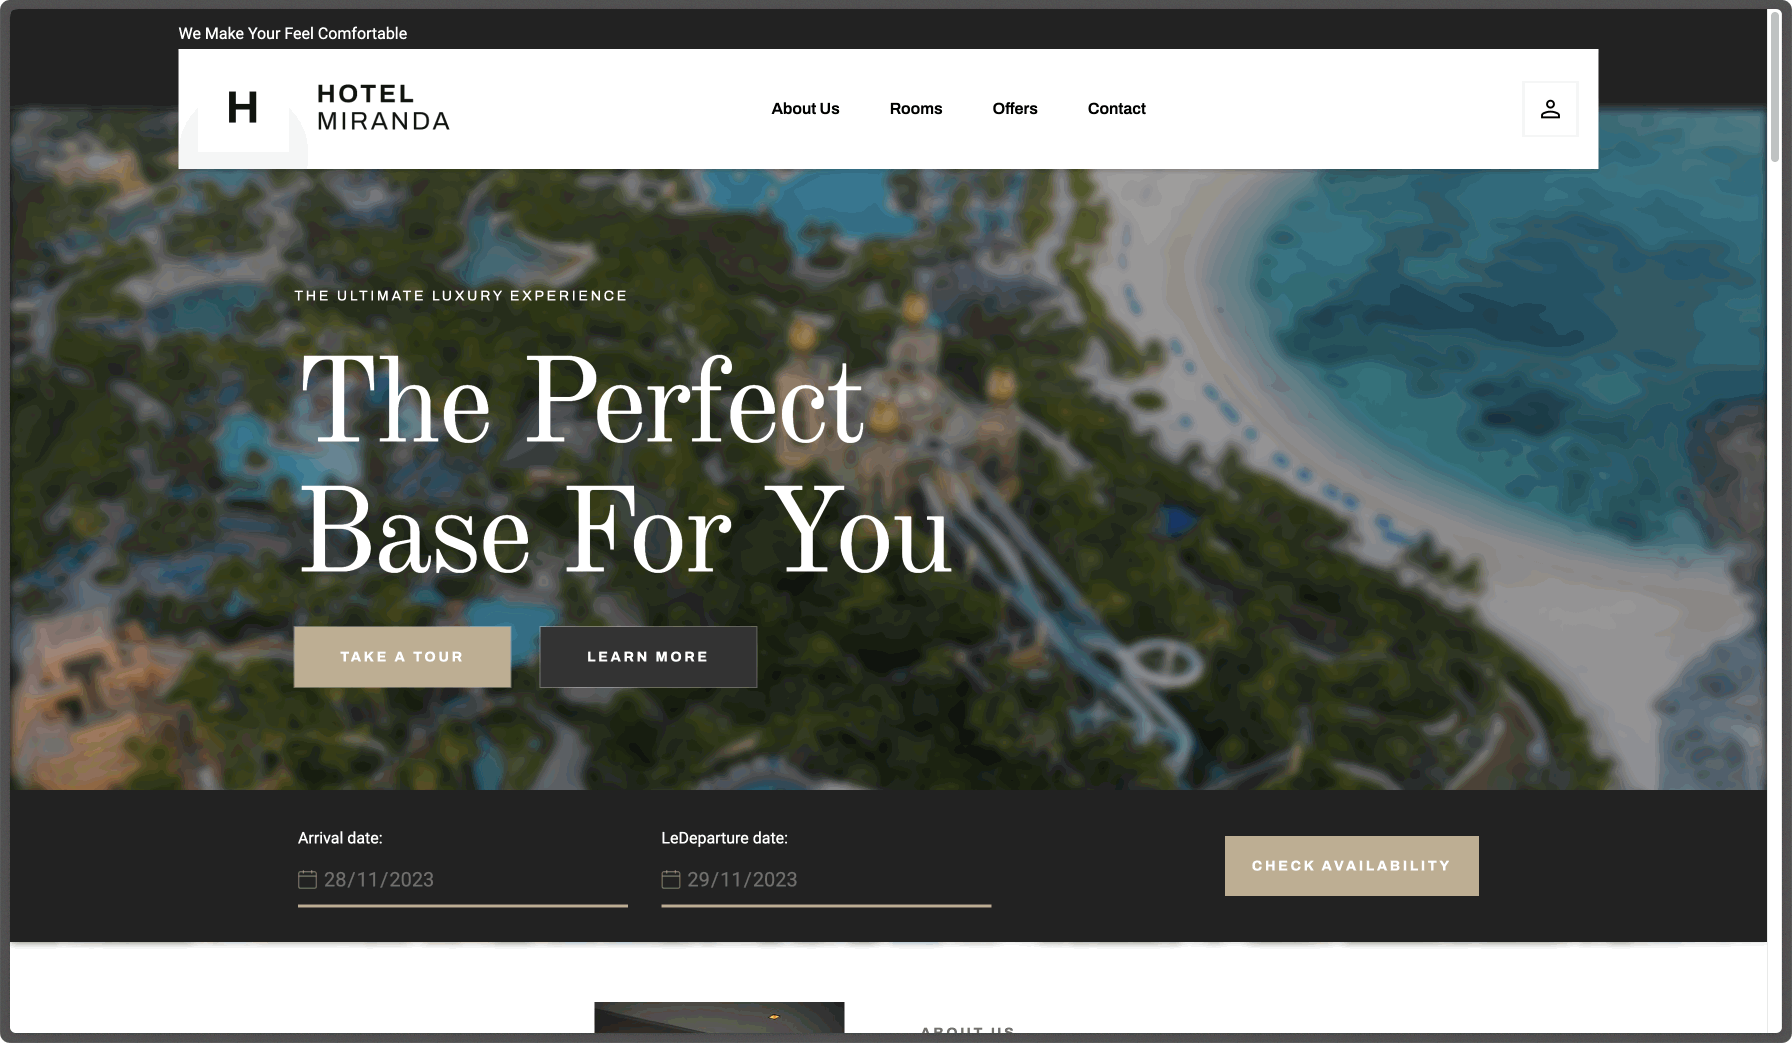 We Make Your Feel Comfortable
H
HOTEL
MIRANDA
About Us
Rooms
Offers
Contact
THE ULTIMATE LUXURY EXPERIENCE
The Perfect
Base For You
TAKE A TOUR
LEARN MORE
Arrival date:
28/11/2023
LeDeparture date:
29/11/2023
CHECK AVAILABILITY
ABOUT US